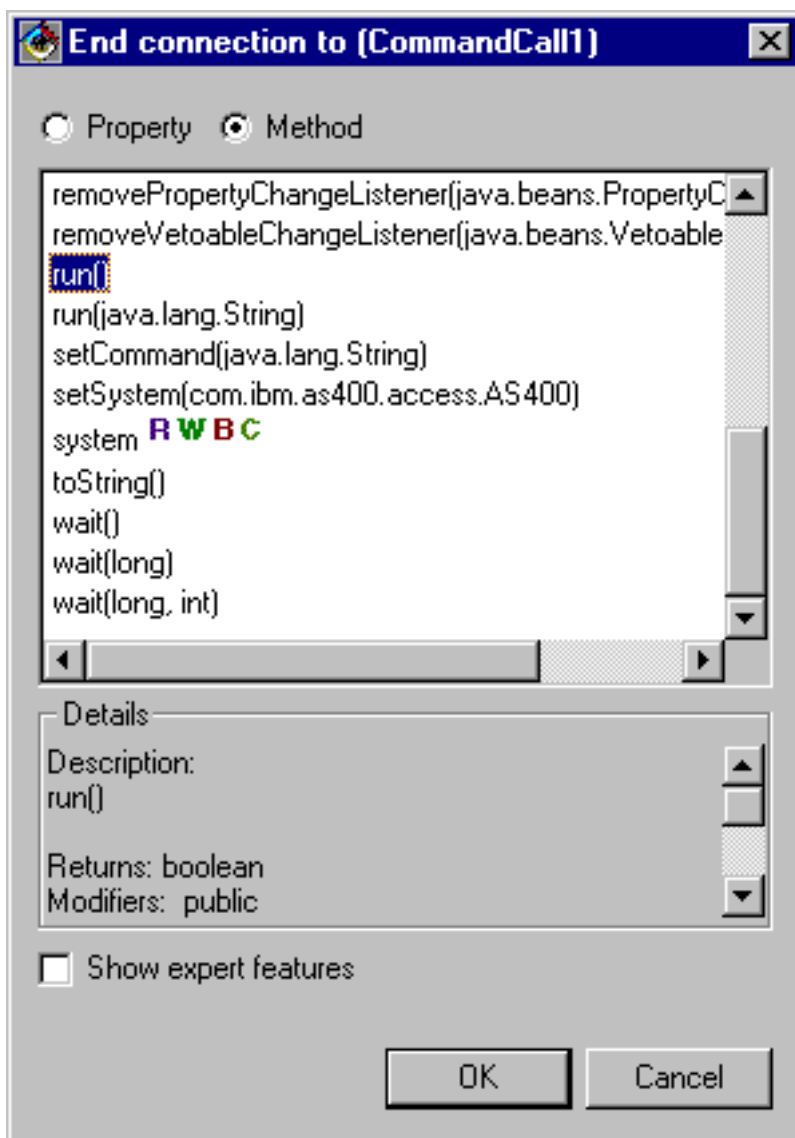 End connection to (CommandCall1)
Property Method
removePropertyChangeListener(java.beans.PropertyC
removeVetoableChangeListener(java.beans.Vetoable
run()
run(java.lang.String)
setCommand(java.lang.String)
setSystem(com.ibm.as400.access.AS400)
system R W B C
toString()
wait()
wait(long)
wait(long, int)
Details
Description:
run()
Returns: boolean
Modifiers: public
Show expert features
OK Cancel